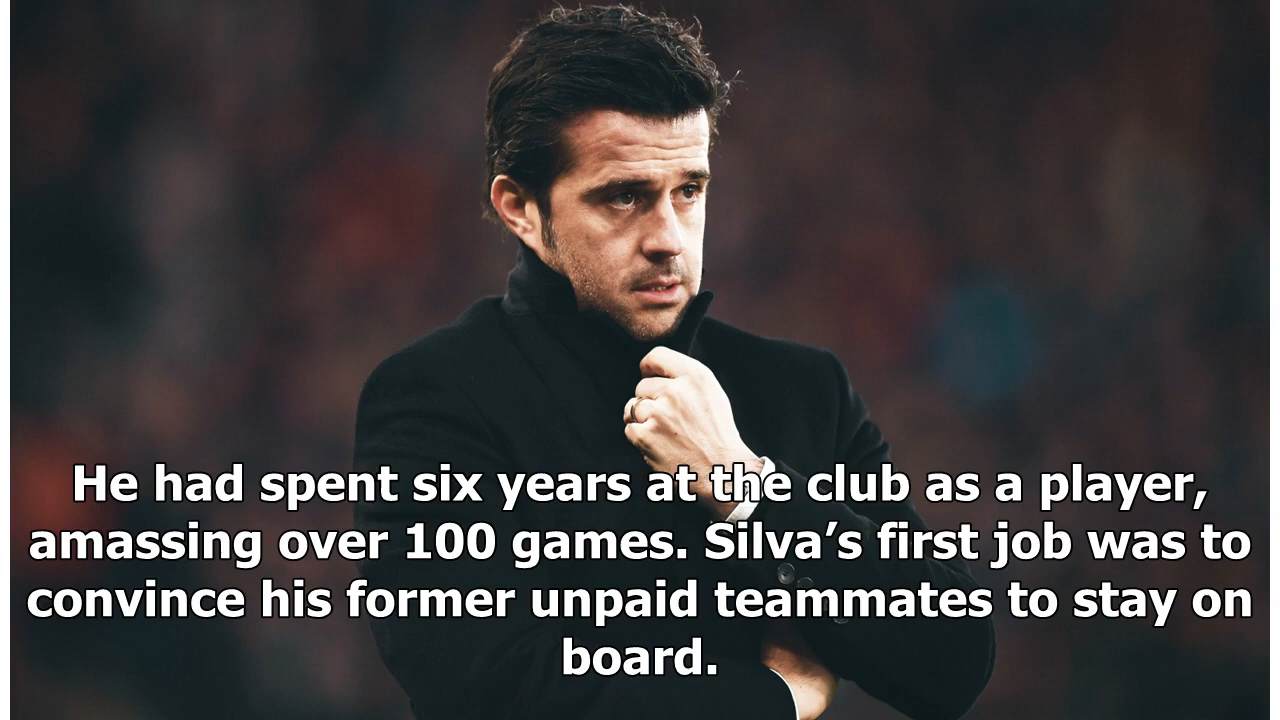 He had spent six years at the club as a player,
amassing over 100 games. Silva’s first job was to
convince his former unpaid teammates to stay on
board.